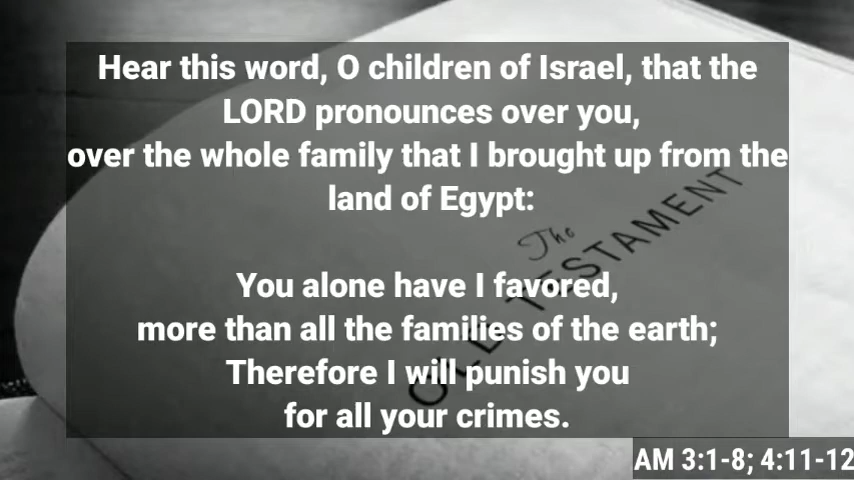 Hear this word, O children of Israel, that the
LORD pronounces over you,
over the whole family that I brought up from the
land of Egypt:
You alone have I favored,
more than all the families of the earth;
Therefore I will punish you
for all your crimes.
The
OLD TESTAMENT
AM 3:1-8; 4:11-12